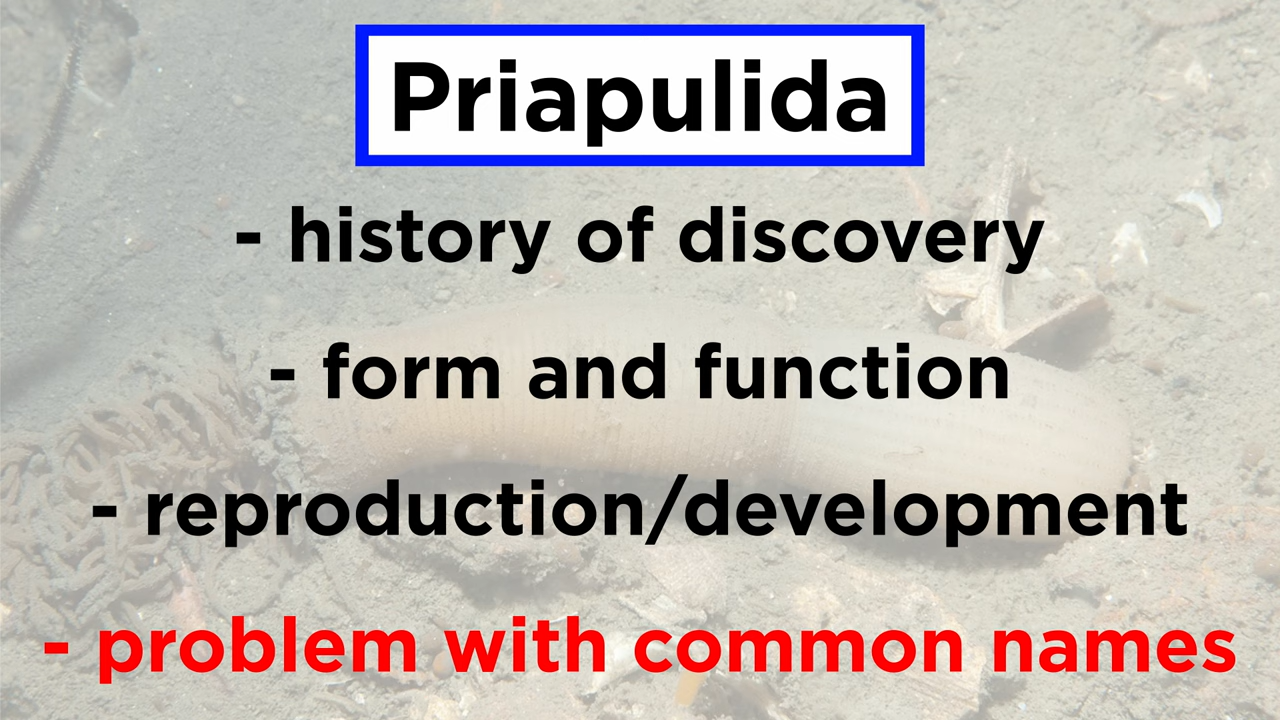 Priapulida
- history of discovery
- form and function
- reproduction/development
- problem with common names